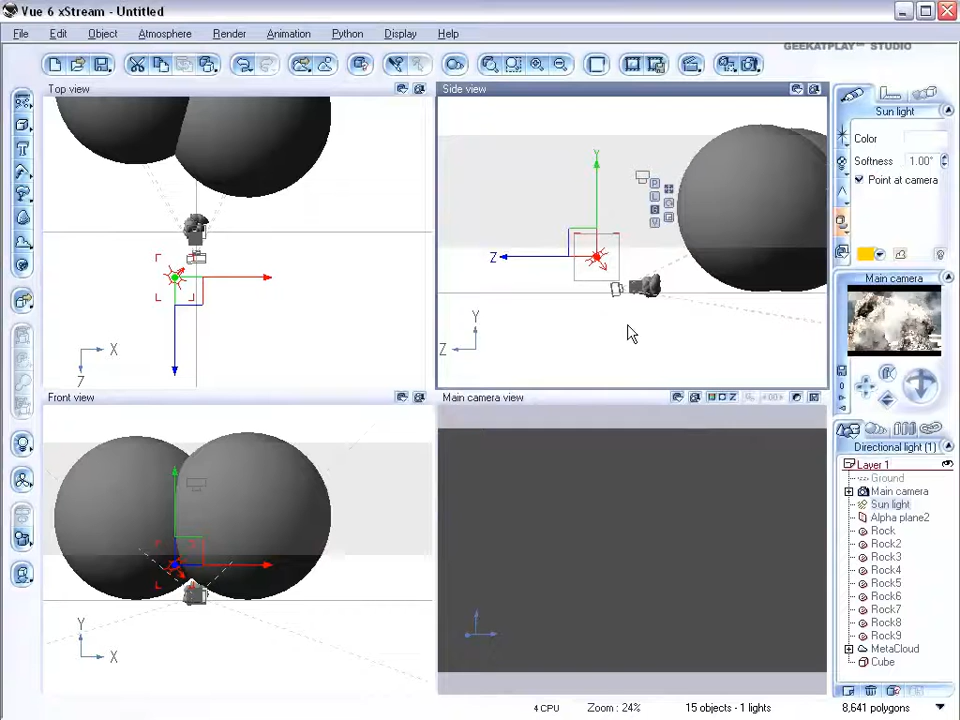 Vue 6 xStream - Untitled
File Edit Object Atmosphere Render Animation Python Display Help
GEEKATPLAY STUDIO
Top view
Side view
Sun light
Color
Softness 1.00°
Point at camera
Main camera
X
Z
Y
Z
P
L
B
V
Y
Z
Front view
Main camera view
Y
X
Directional light (1)
Layer 1
Ground
Main camera
Sun light
Alpha plane2
Rock
Rock2
Rock3
Rock4
Rock5
Rock6
Rock7
Rock8
Rock9
MetaCloud
Cube
4 CPU Zoom : 24% 15 objects - 1 lights 8,641 polygons